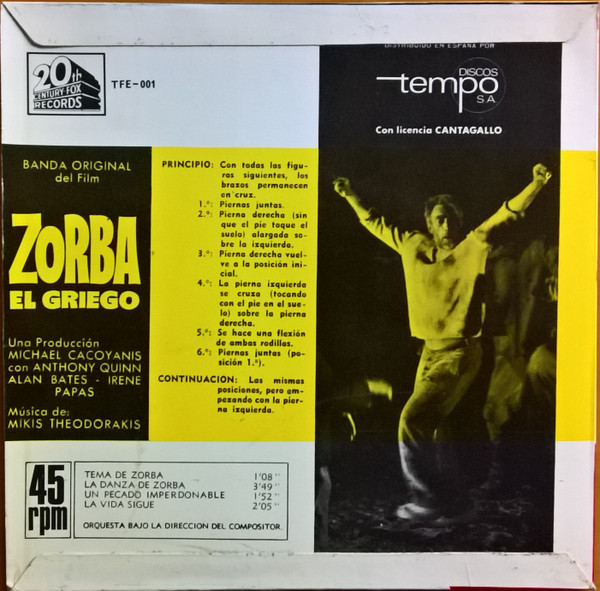 DISTRIBUIDO EN ESPAÑA POR
20th
CENTURY FOX
RECORDS
TFE-001
DISCOS
tempo
S.A.
Con licencia CANTAGALLO
BANDA ORIGINAL
del Film
ZORBA
EL GRIEGO
Una Producción
MICHAEL CACOYANIS
con ANTHONY QUINN
ALAN BATES - IRENE
PAPAS
Música de:
MIKIS THEODORAKIS
PRINCIPIO: Con todas las figu-
ras siguientes, los
brazos permanecen
en cruz.
1.º: Piernas juntas.
2.º: Pierna derecha (sin
que el pie toque el
suelo) alargada so-
bre la izquierda.
3.º: Pierna derecha vuel-
ve a la posición ini-
cial.
4.º: La pierna izquierda
se cruza (tocando
con el pie en el sue-
lo) sobre la pierna
derecha.
5.º: Se hace una flexión
de ambas rodillas.
6.º: Piernas juntas (po-
sición 1.ª).
CONTINUACION: Las mismas
posiciones, pero em-
pezando con la pier-
na izquierda.
45
rpm
TEMA DE ZORBA 1'08"
LA DANZA DE ZORBA 3'49"
UN PECADO IMPERDONABLE 1'52"
LA VIDA SIGUE 2'05"
ORQUESTA BAJO LA DIRECCION DEL COMPOSITOR.